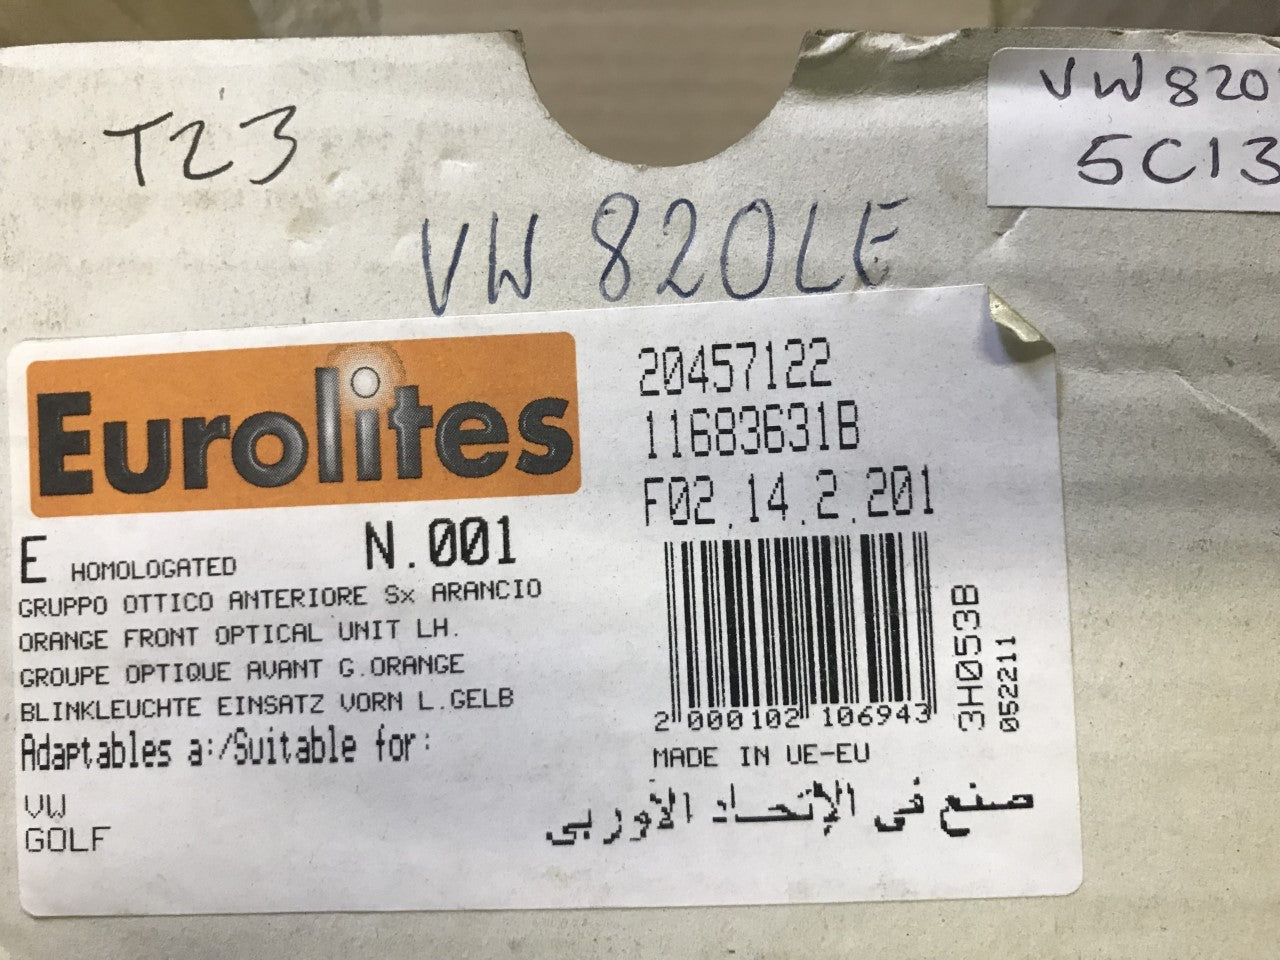 T23
VW 820
5C13
VW 820LE
Eurolites
20457122
11683631B
F02.14.2.201
E HOMOLOGATED N.001
GRUPPO OTTICO ANTERIORE Sx ARANCIO
ORANGE FRONT OPTICAL UNIT LH.
GROUPE OPTIQUE AVANT G.ORANGE
BLINKLEUCHTE EINSATZ VORN L.GELB
Adaptables a:/Suitable for:
VW
GOLF
2 000102 106943
3H053B
052211
MADE IN UE-EU
صنع في الإتحاد الأوربي